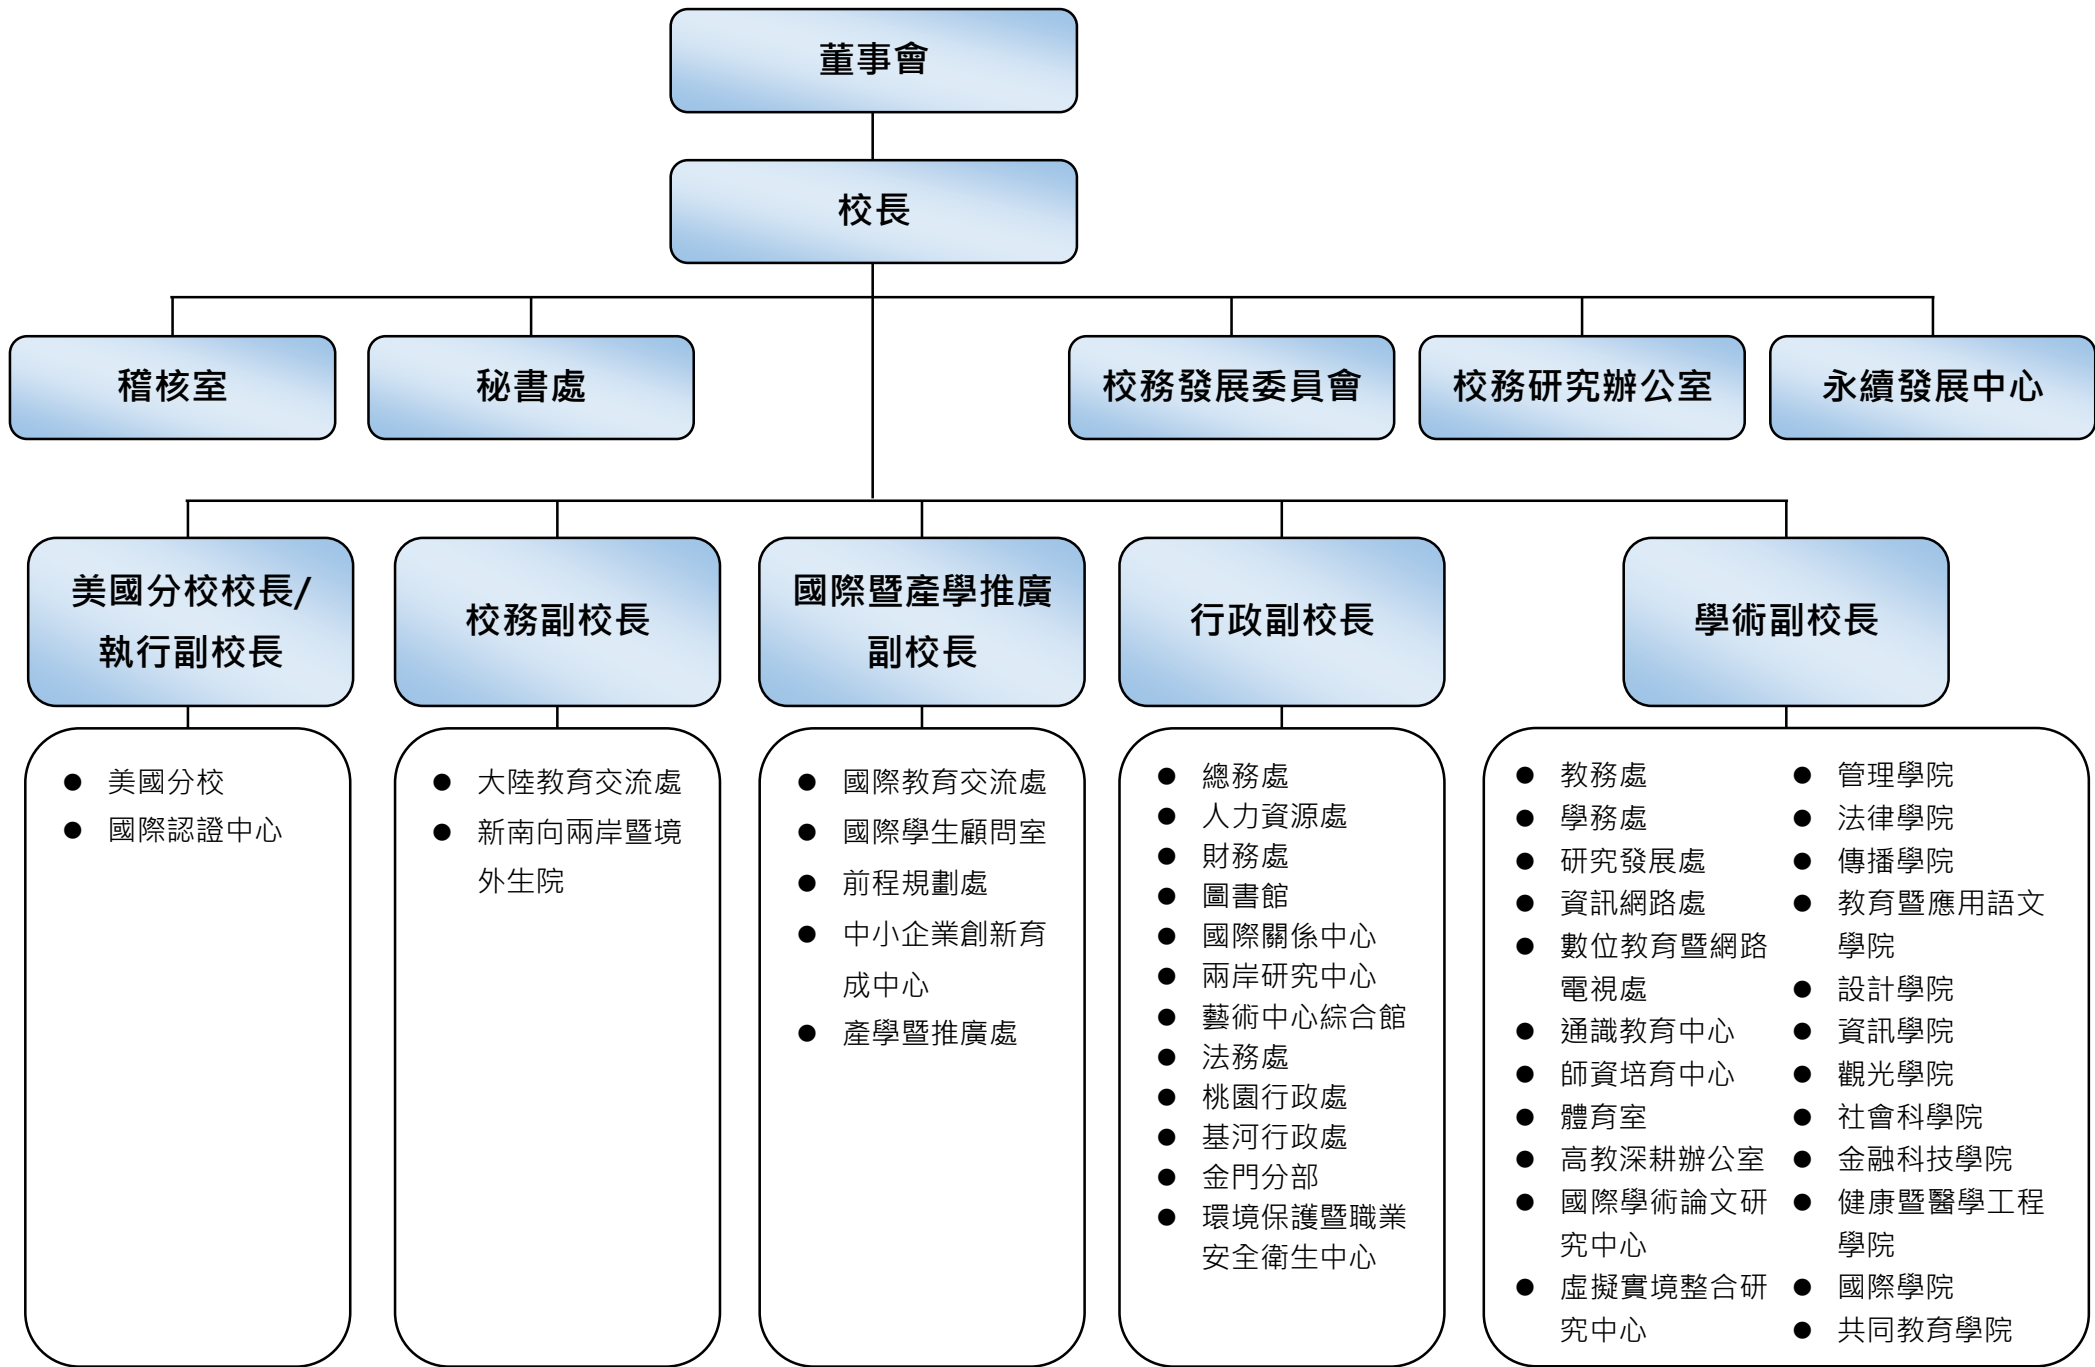 董事會
校長
稽核室
秘書處
校務發展委員會
校務研究辦公室
永續發展中心
美國分校校長/
執行副校長
校務副校長
國際暨產學推廣
副校長
行政副校長
學術副校長
● 美國分校
● 國際認證中心
● 大陸教育交流處
● 新南向兩岸暨境
外生院
● 國際教育交流處
● 國際學生顧問室
● 前程規劃處
● 中小企業創新育
成中心
● 產學暨推廣處
● 總務處
● 人力資源處
● 財務處
● 圖書館
● 國際關係中心
● 兩岸研究中心
● 藝術中心綜合館
● 法務處
● 桃園行政處
● 基河行政處
● 金門分部
● 環境保護暨職業
安全衛生中心
● 教務處
● 學務處
● 研究發展處
● 資訊網路處
● 數位教育暨網路
電視處
● 通識教育中心
● 師資培育中心
● 體育室
● 高教深耕辦公室
● 國際學術論文研
究中心
● 虛擬實境整合研
究中心
● 管理學院
● 法律學院
● 傳播學院
● 教育暨應用語文
學院
● 設計學院
● 資訊學院
● 觀光學院
● 社會科學院
● 金融科技學院
● 健康暨醫學工程
學院
● 國際學院
● 共同教育學院